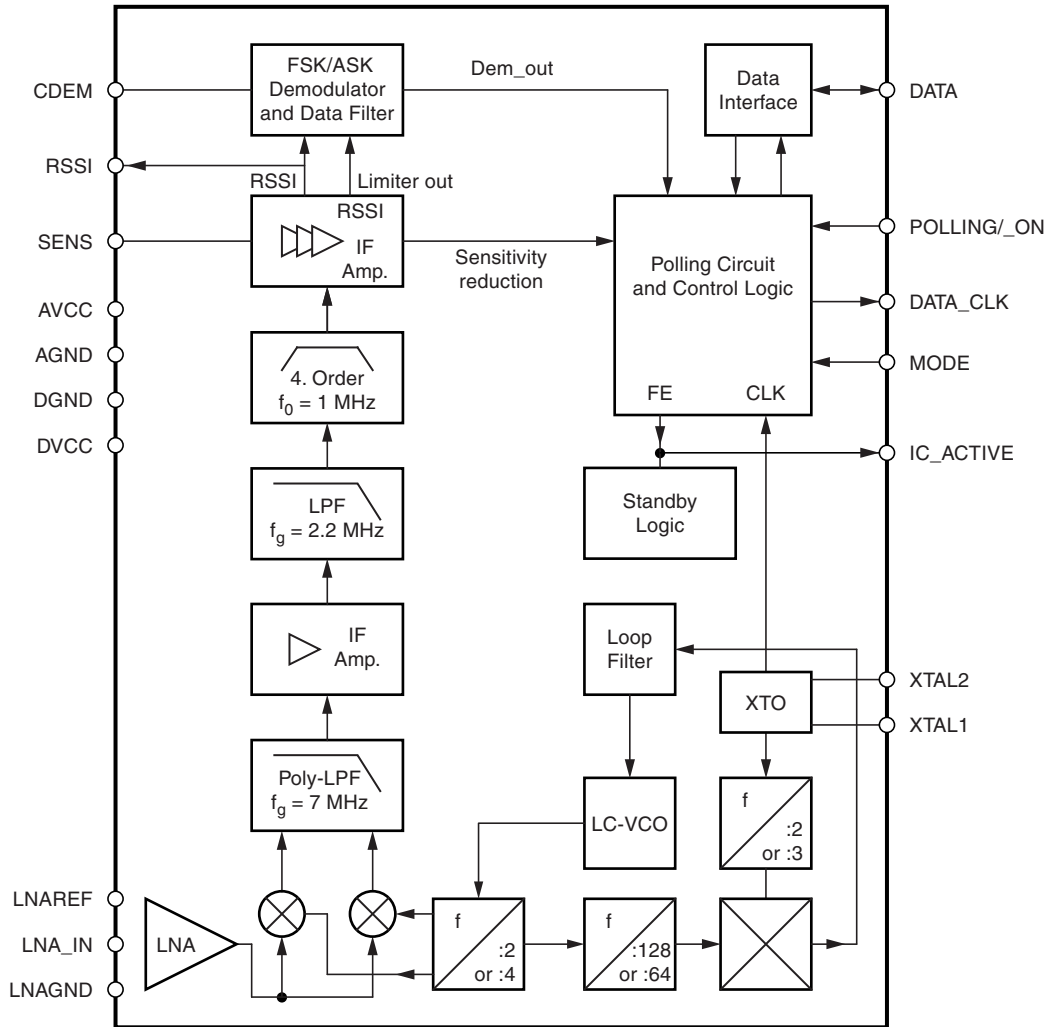 CDEM
RSSI
SENS
AVCC
AGND
DGND
DVCC
LNAREF
LNA_IN
LNAGND
FSK/ASK
Demodulator
and Data Filter
Dem_out
RSSI
Limiter out
RSSI
IF
Amp.
Sensitivity
reduction
4. Order
f0 = 1 MHz
LPF
fg = 2.2 MHz
IF
Amp.
Poly-LPF
fg = 7 MHz
LNA
Data
Interface
Polling Circuit
and Control Logic
FE
CLK
Standby
Logic
Loop
Filter
XTO
LC-VCO
f
:2
or :3
f
:2
or :4
f
:128
or :64
DATA
POLLING/_ON
DATA_CLK
MODE
IC_ACTIVE
XTAL2
XTAL1